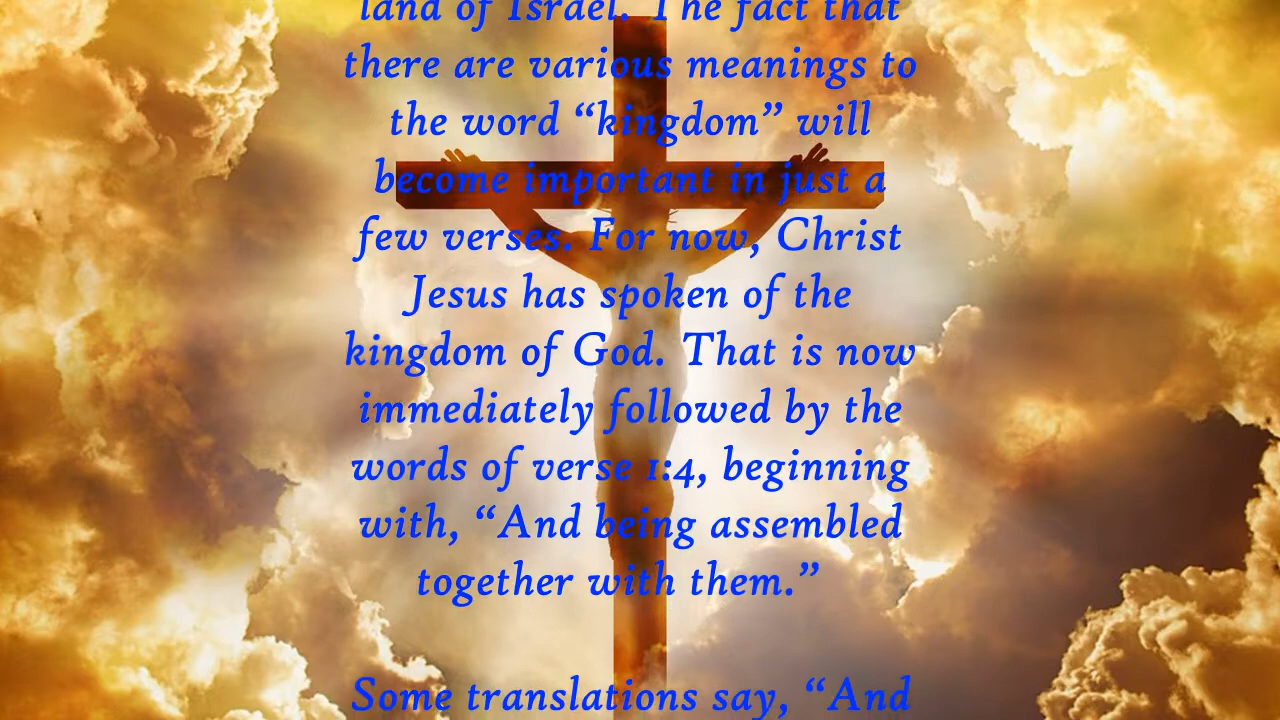 land of Israel. The fact that
there are various meanings to
the word “kingdom” will
become important in just a
few verses. For now, Christ
Jesus has spoken of the
kingdom of God. That is now
immediately followed by the
words of verse 1:4, beginning
with, “And being assembled
together with them.”
Some translations say, “And